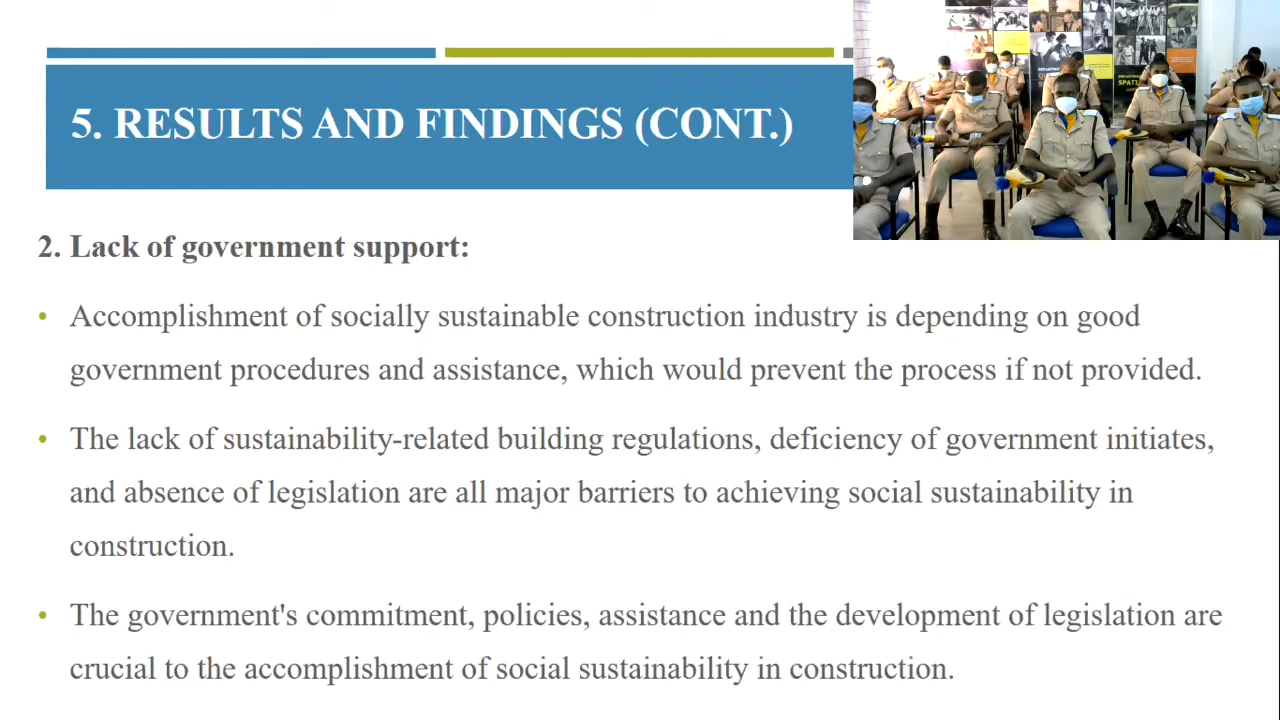 5. RESULTS AND FINDINGS (CONT.)
2. Lack of government support:
• Accomplishment of socially sustainable construction industry is depending on good
government procedures and assistance, which would prevent the process if not provided.
• The lack of sustainability-related building regulations, deficiency of government initiates,
and absence of legislation are all major barriers to achieving social sustainability in
construction.
• The government's commitment, policies, assistance and the development of legislation are
crucial to the accomplishment of social sustainability in construction.